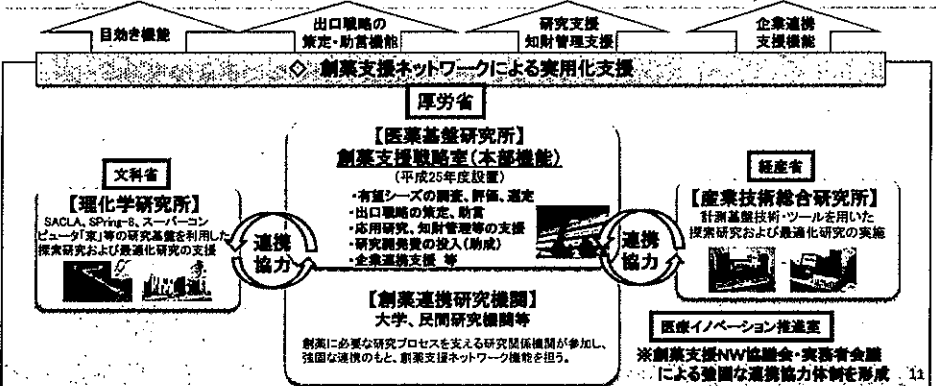 目効き機能
出口戦略の
策定・助言機能
研究支援
知財管理支援
企業連携
支援機能
◇ 創薬支援ネットワークによる実用化支援
厚労省
【医薬基盤研究所】
創薬支援戦略室(本部機能)
(平成25年度設置)
・有望シーズの調査、評価、選定
・出口戦略の策定、助言
・応用研究、知財管理等の支援
・研究開発費の投入(助成)
・企業連携支援 等
文科省
【理化学研究所】
SACLA、SPring-8、スーパーコン
ピュータ「京」等の研究基盤を利用した
探索研究および最適化研究の支援
連携
協力
連携
協力
経産省
【産業技術総合研究所】
計測基盤技術・ツールを用いた
探索研究および最適化研究の実施
【創薬連携研究機関】
大学、民間研究機関等
創薬に必要な研究プロセスを支える研究関係機関が参加し、
強固な連携のもと、創薬支援ネットワーク機能を担う。
医療イノベーション推進室
※創薬支援NW協議会・実務者会議
による強固な連携協力体制を形成
11